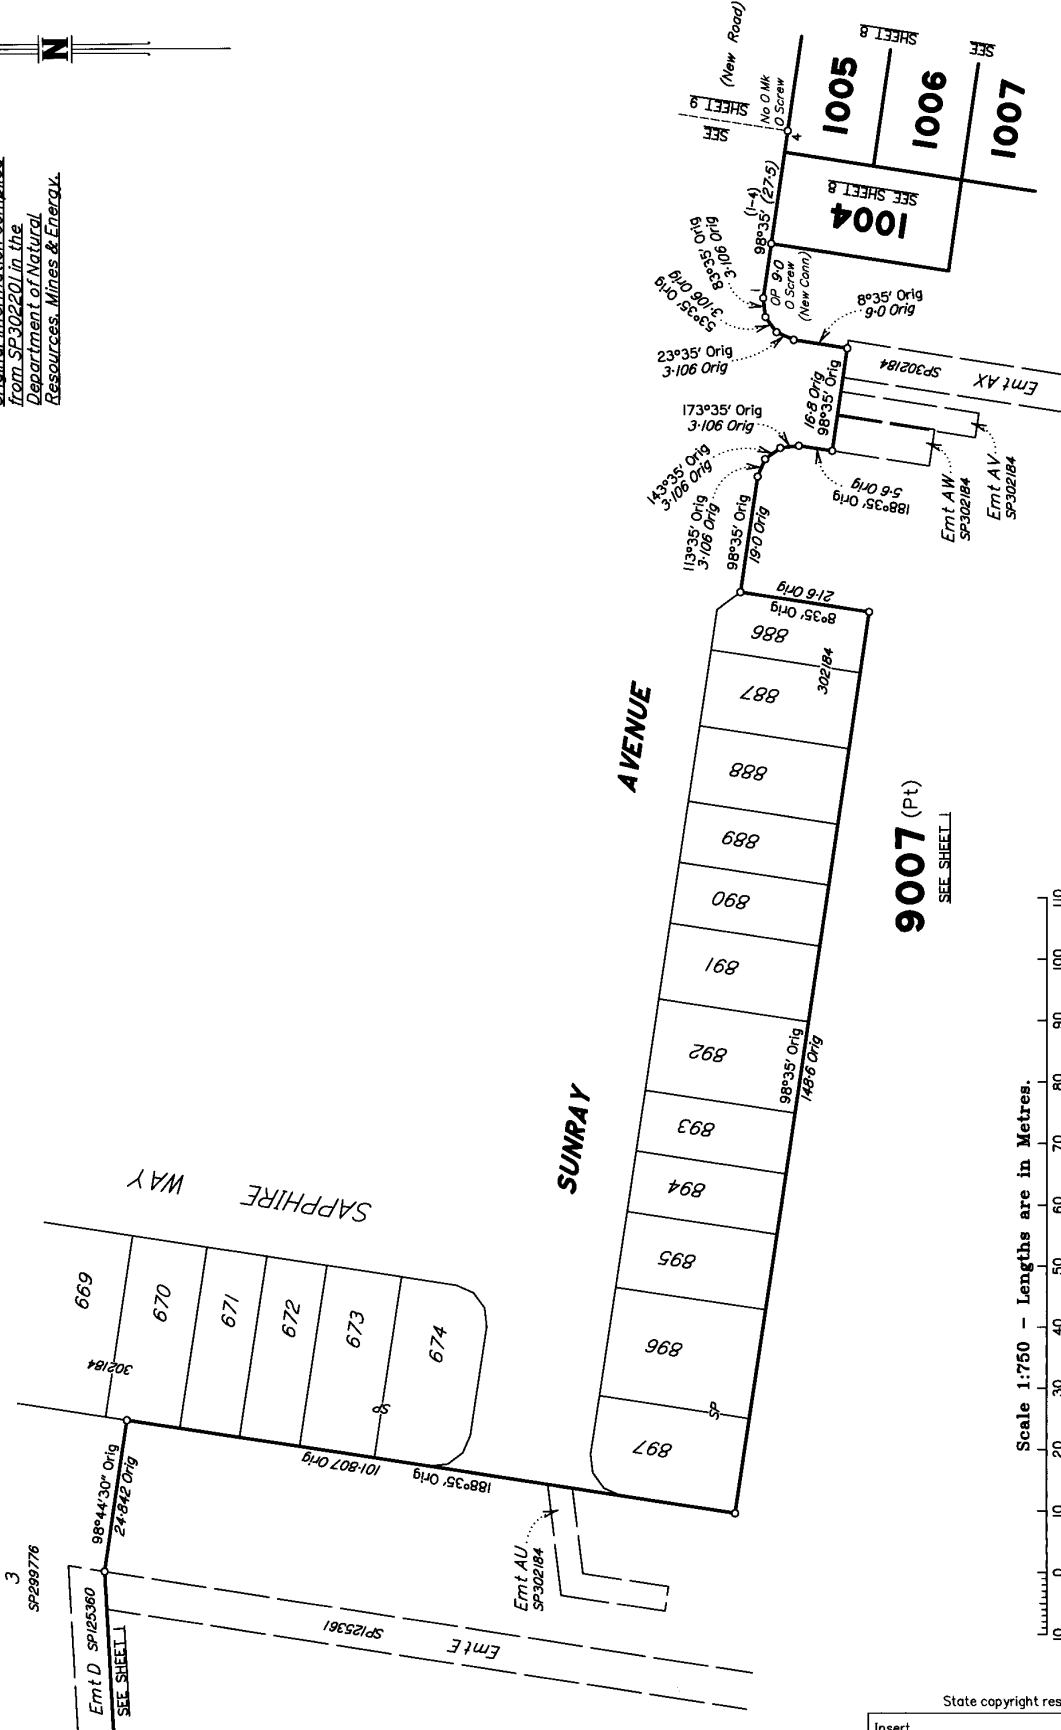 N
from SP302201 in the
Department of Natural
Resources, Mines & Energy.
(New Road)
SEE
SHEET 9
No O Mk
O Screw
4
1005
SEE
SHEET 8
1006
SEE
1007
1004
SEE SHEET 8
(1-4)
98°35' (27·5)
1
OP 9·0
O Screw
(New Conn)
83°35' Orig
3·106 Orig
53°35' Orig
3·106 Orig
23°35' Orig
3·106 Orig
8°35' Orig
9·0 Orig
16·8 Orig
98°35' Orig
Emt AX
SP302184
Emt AV
SP302184
Emt AW
SP302184
188°35' Orig
5·6 Orig
173°35' Orig
3·106 Orig
143°35' Orig
3·106 Orig
113°35' Orig
3·106 Orig
98°35' Orig
19·0 Orig
8°35' Orig
21·6 Orig
886
302184
887
888
889
890
891
892
893
894
895
896
SP
897
AVENUE
SUNRAY
98°35' Orig
148·6 Orig
9007 (Pt)
SEE SHEET 1
SAPPHIRE
WAY
669
302184
670
671
672
673
SP
674
101·807 Orig
188°35' Orig
98°44'30" Orig
24·842 Orig
3
SP299776
Emt D SP125360
SEE SHEET 1
Emt E
SP125361
Emt AU
SP302184
Scale 1:750 - Lengths are in Metres.
10 0 10 20 30 40 50 60 70 80 90 100 110
State copyright res
Insert